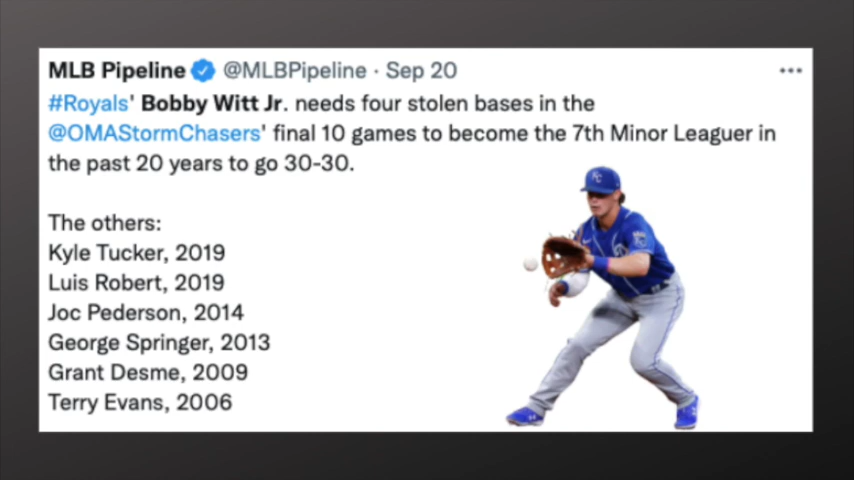 MLB Pipeline @MLBPipeline · Sep 20
#Royals' Bobby Witt Jr. needs four stolen bases in the
@OMAStormChasers' final 10 games to become the 7th Minor Leaguer in
the past 20 years to go 30-30.
The others:
Kyle Tucker, 2019
Luis Robert, 2019
Joc Pederson, 2014
George Springer, 2013
Grant Desme, 2009
Terry Evans, 2006
KC